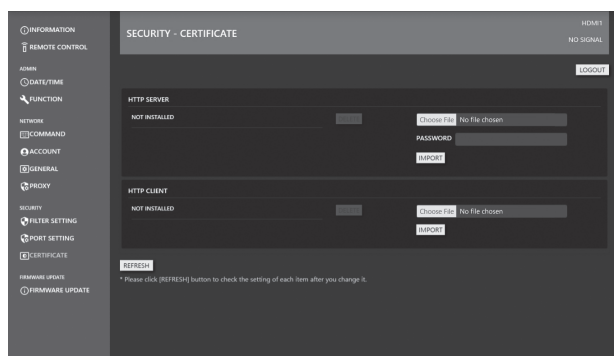 INFORMATION
REMOTE CONTROL
ADMIN
DATE/TIME
FUNCTION
NETWORK
COMMAND
ACCOUNT
GENERAL
PROXY
SECURITY
FILTER SETTING
PORT SETTING
CERTIFICATE
FIRMWARE UPDATE
FIRMWARE UPDATE
SECURITY - CERTIFICATE
HDMI1
NO SIGNAL
LOGOUT
HTTP SERVER
NOT INSTALLED
Choose File No file chosen
PASSWORD
IMPORT
HTTP CLIENT
NOT INSTALLED
Choose File No file chosen
IMPORT
REFRESH
* Please click [REFRESH] button to check the setting of each item after you change it.